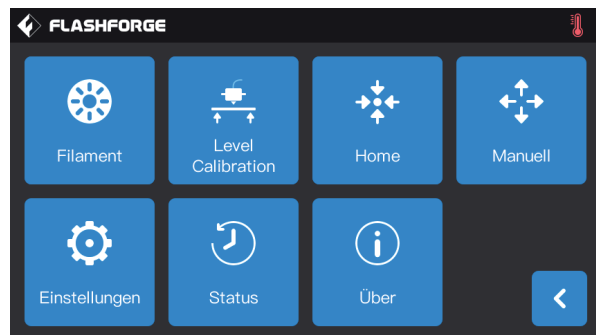 FLASHFORGE
Filament
Level
Calibration
Home
Manuell
Einstellungen
Status
Über